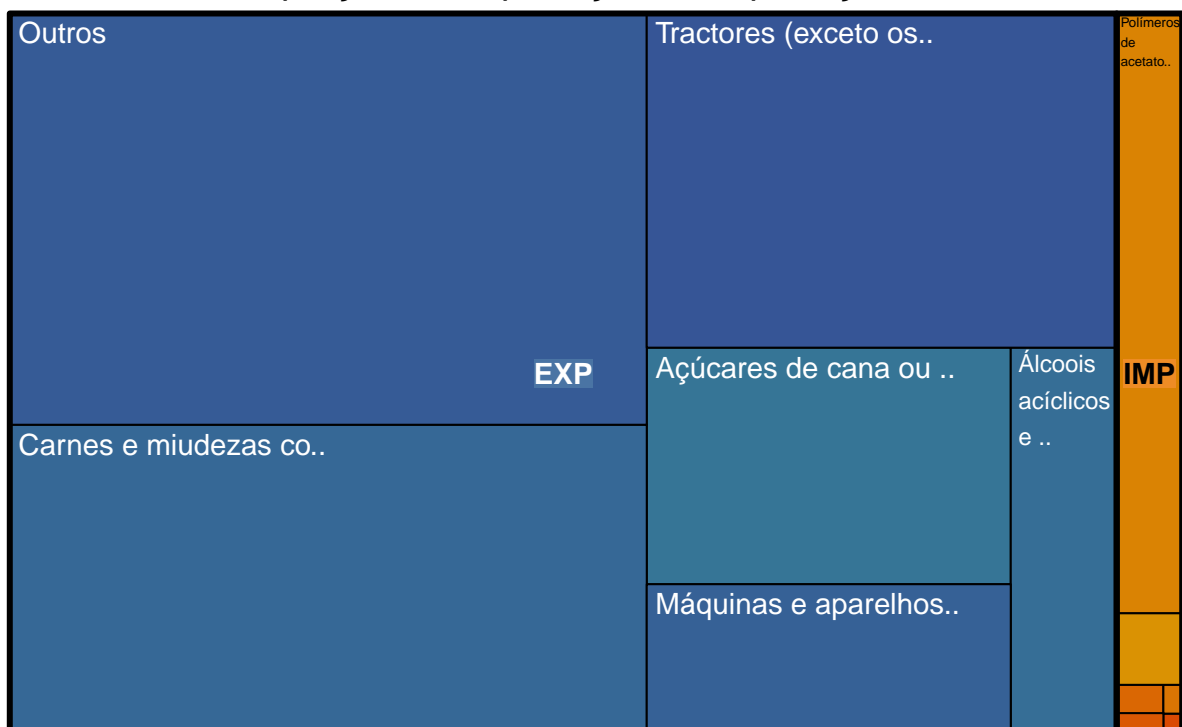 Outros
Tractores (exceto os..
Polímeros
de
acetato..
EXP
Açúcares de cana ou ..
Álcoois
acíclicos
e ..
IMP
Carnes e miudezas co..
Máquinas e aparelhos..